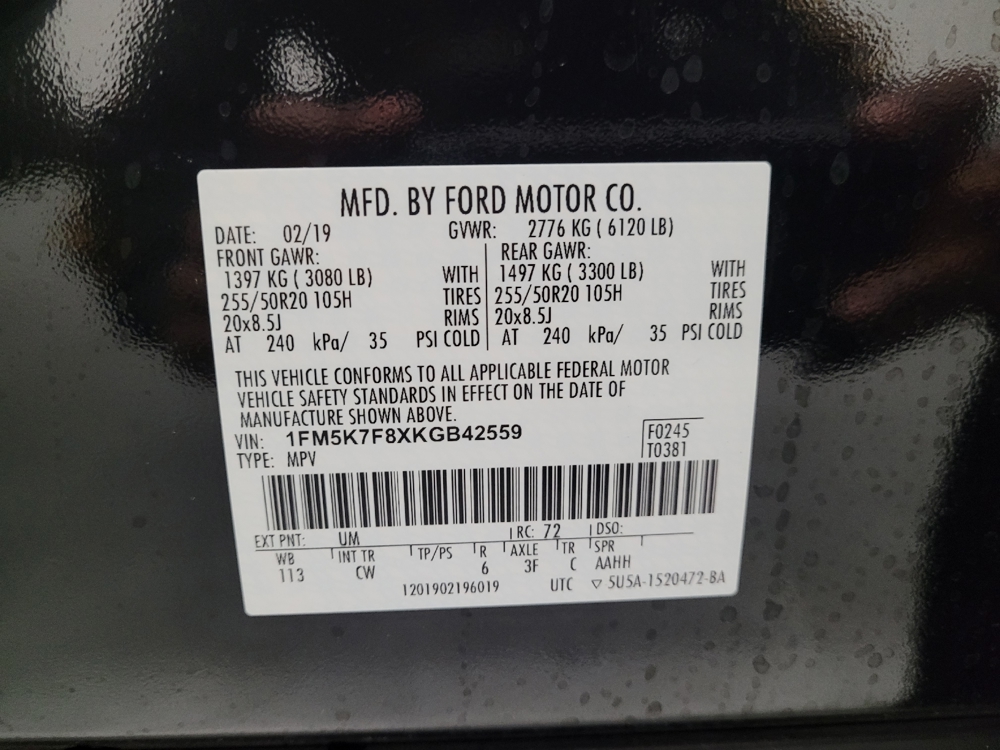 MFD. BY FORD MOTOR CO.
DATE: 02/19 GVWR: 2776 KG ( 6120 LB)
FRONT GAWR: REAR GAWR:
1397 KG ( 3080 LB) WITH 1497 KG ( 3300 LB) WITH
255/50R20 105H TIRES 255/50R20 105H TIRES
20x8.5J RIMS 20x8.5J RIMS
AT 240 kPa/ 35 PSI COLD AT 240 kPa/ 35 PSI COLD
THIS VEHICLE CONFORMS TO ALL APPLICABLE FEDERAL MOTOR
VEHICLE SAFETY STANDARDS IN EFFECT ON THE DATE OF
MANUFACTURE SHOWN ABOVE.
VIN: 1FM5K7F8XKGB42559 F0245
TYPE: MPV T0381
EXT PNT: UM RC: 72 DSO:
WB INT TR TP/PS R AXLE TR SPR
113 CW 6 3F C AAHH
1201902196019 UTC ▽ 5U5A-1520472-BA